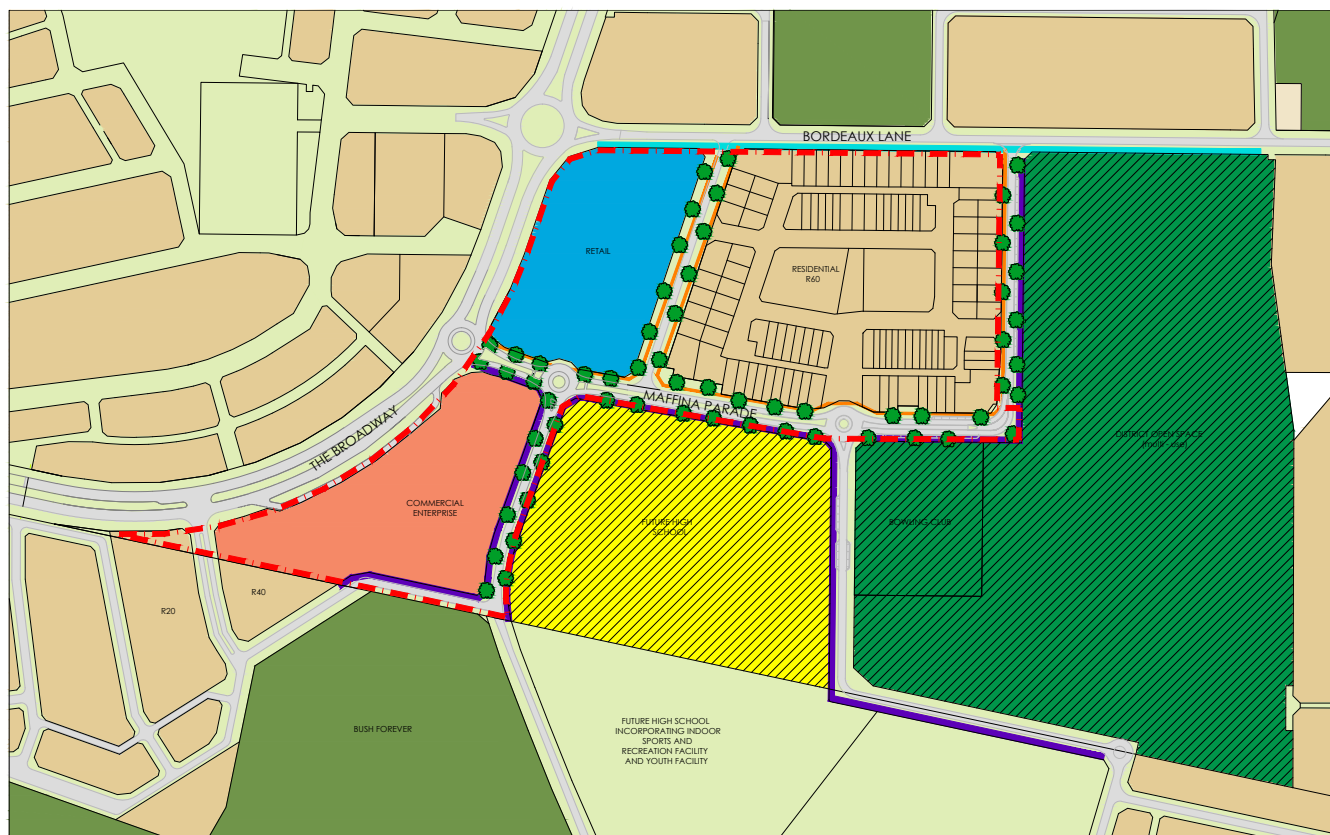 BORDEAUX LANE
RETAIL
RESIDENTIAL
R60
MAFFINA PARADE
THE BROADWAY
DISTRICT OPEN SPACE
COMMERCIAL
ENTERPRISE
FUTURE HIGH
SCHOOL
BOWLING CLUB
R40
R20
BUSH FOREVER
FUTURE HIGH SCHOOL
INCORPORATING INDOOR
SPORTS AND
RECREATION FACILITY
AND YOUTH FACILITY